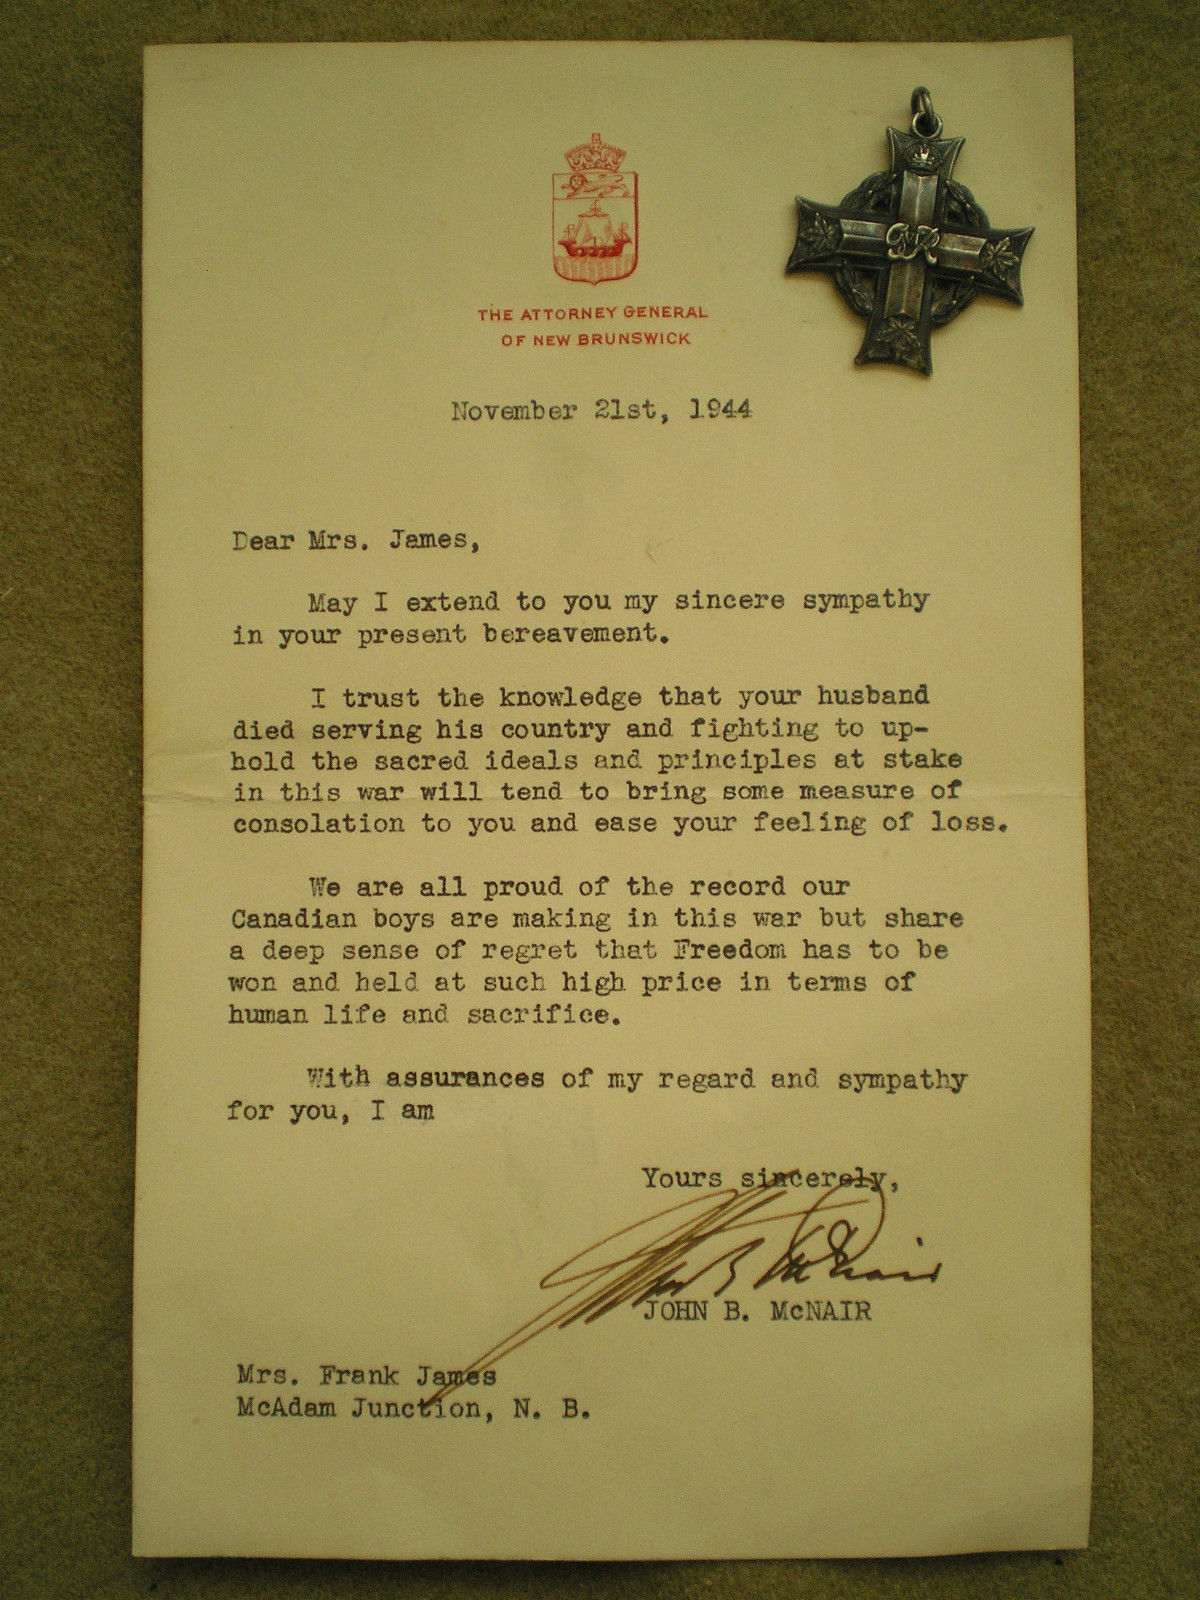 THE ATTORNEY GENERAL
OF NEW BRUNSWICK
GVIR
November 21st, 1944
Dear Mrs. James,
May I extend to you my sincere sympathy
in your present bereavement.
I trust the knowledge that your husband
died serving his country and fighting to up-
hold the sacred ideals and principles at stake
in this war will tend to bring some measure of
consolation to you and ease your feeling of loss.
We are all proud of the record our
Canadian boys are making in this war but share
a deep sense of regret that Freedom has to be
won and held at such high price in terms of
human life and sacrifice.
With assurances of my regard and sympathy
for you, I am
Yours sincerely,
John B McNair
JOHN B. McNAIR
Mrs. Frank James
McAdam Junction, N. B.